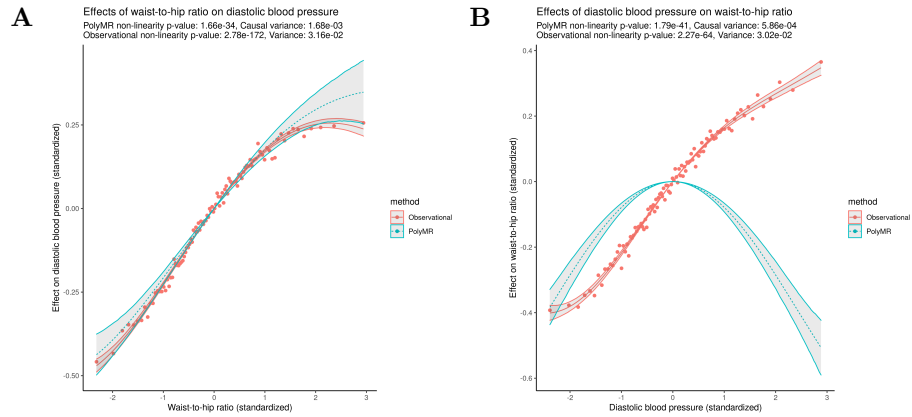 A
Effects of waist-to-hip ratio on diastolic blood pressure
PolyMR non-linearity p-value: 1.66e-34, Causal variance: 1.68e-03
Observational non-linearity p-value: 2.78e-172, Variance: 3.16e-02
Effect on diastolic blood pressure (standardized)
0.25
0.00
-0.25
-0.50
-2
-1
0
1
2
3
Waist-to-hip ratio (standardized)
method
Observational
PolyMR
B
Effects of diastolic blood pressure on waist-to-hip ratio
PolyMR non-linearity p-value: 1.79e-41, Causal variance: 5.86e-04
Observational non-linearity p-value: 2.27e-64, Variance: 3.02e-02
Effect on waist-to-hip ratio (standardized)
0.4
0.2
0.0
-0.2
-0.4
-0.6
-2
-1
0
1
2
3
Diastolic blood pressure (standardized)
method
Observational
PolyMR